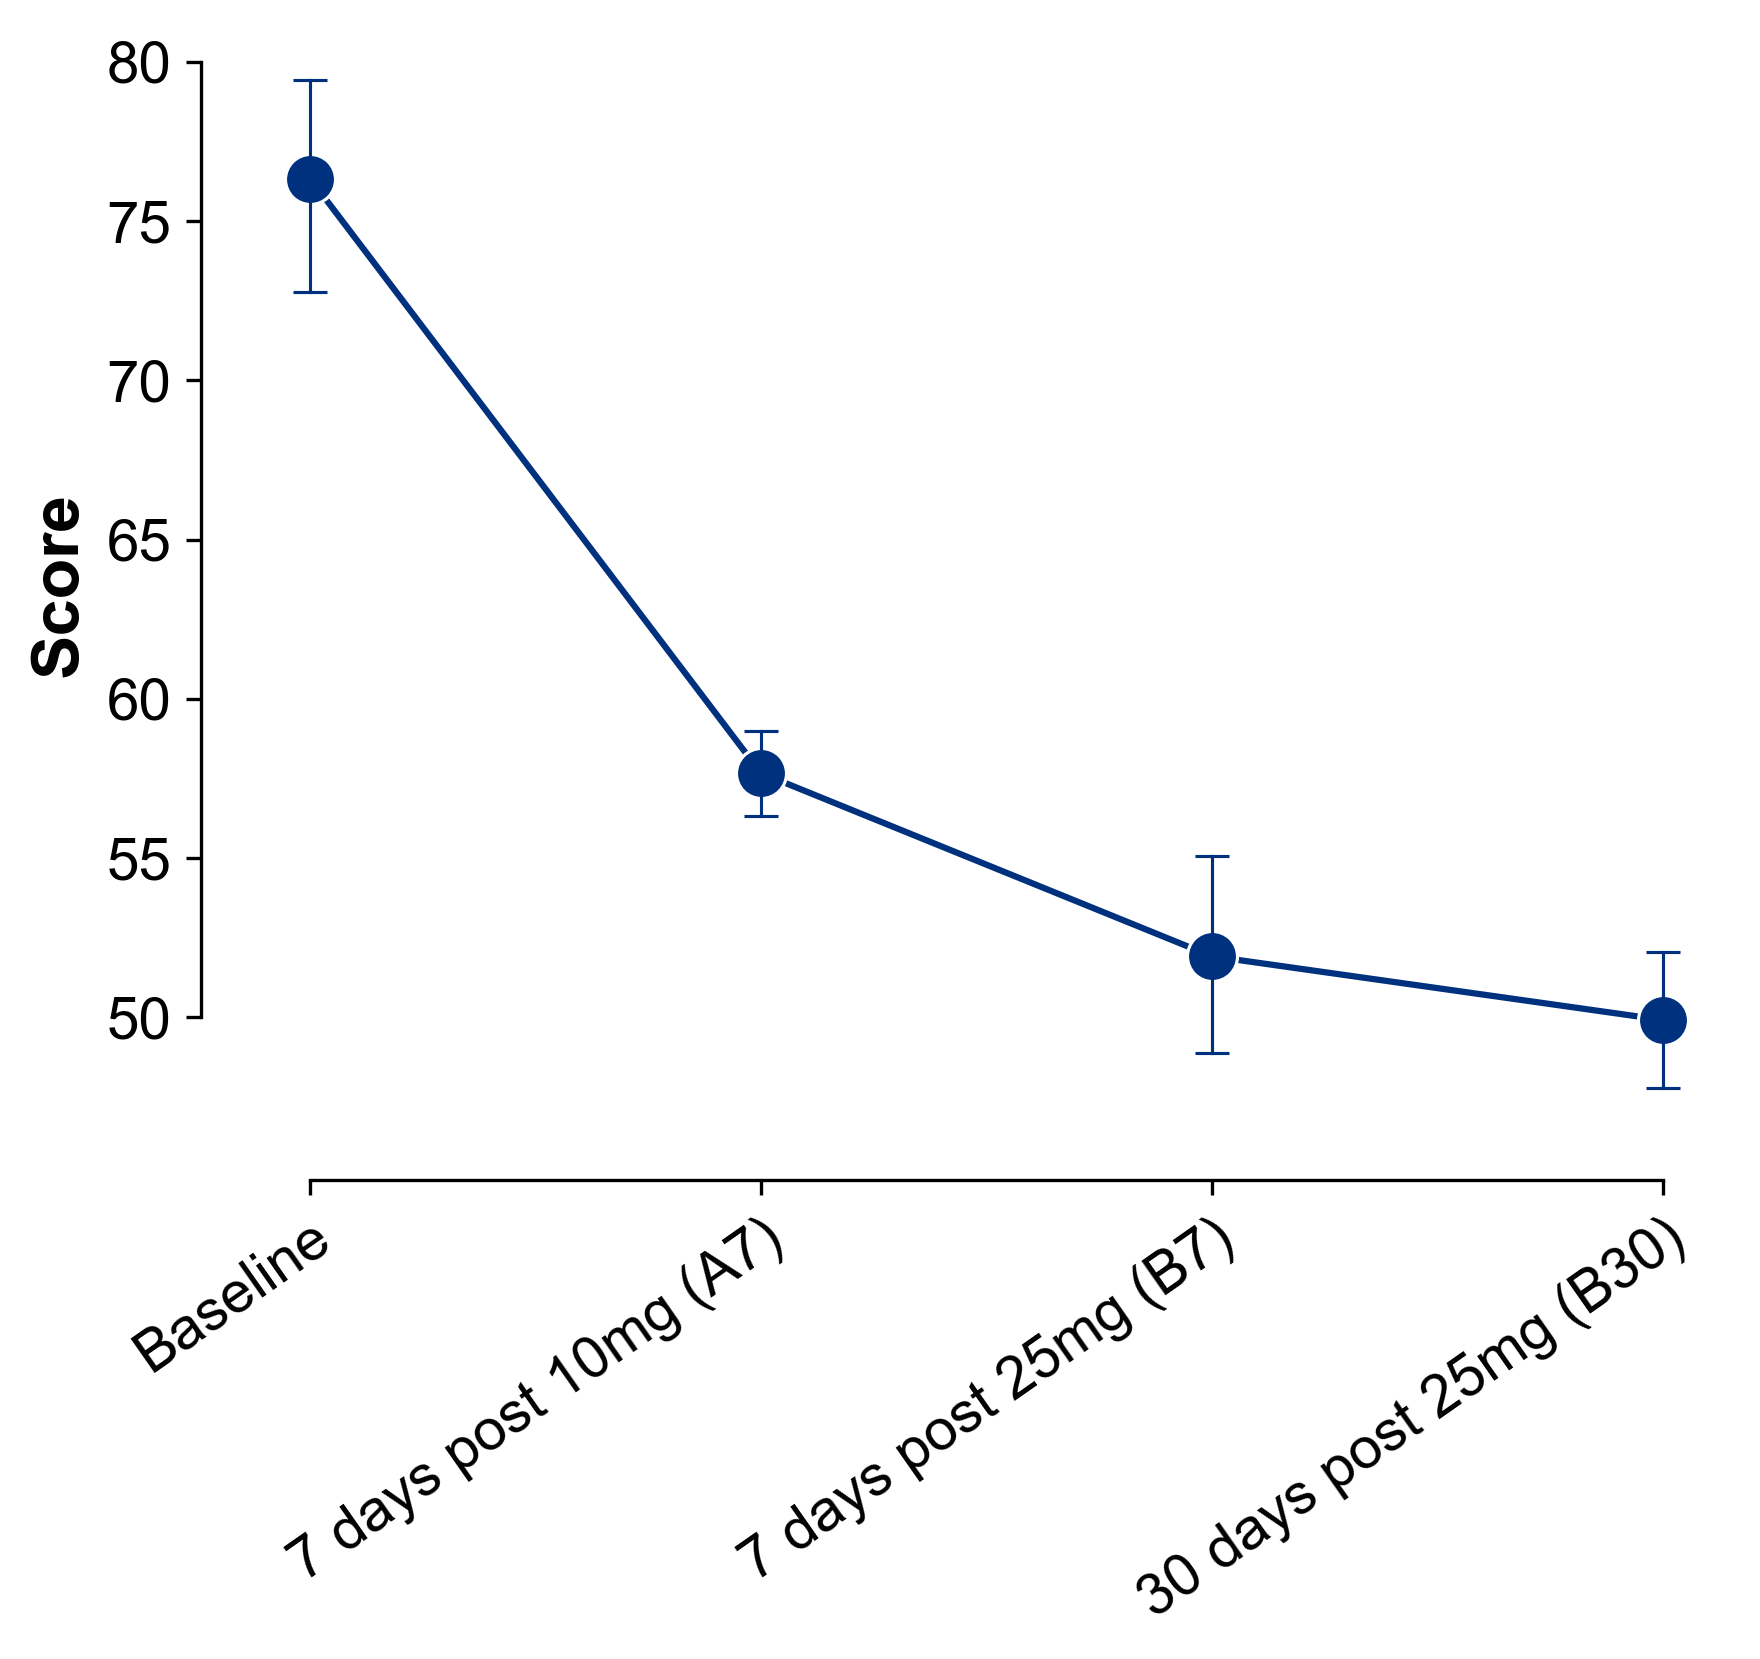 80
75
70
65
60
55
50
Score
Baseline
7 days post 10mg (A7)
7 days post 25mg (B7)
30 days post 25mg (B30)